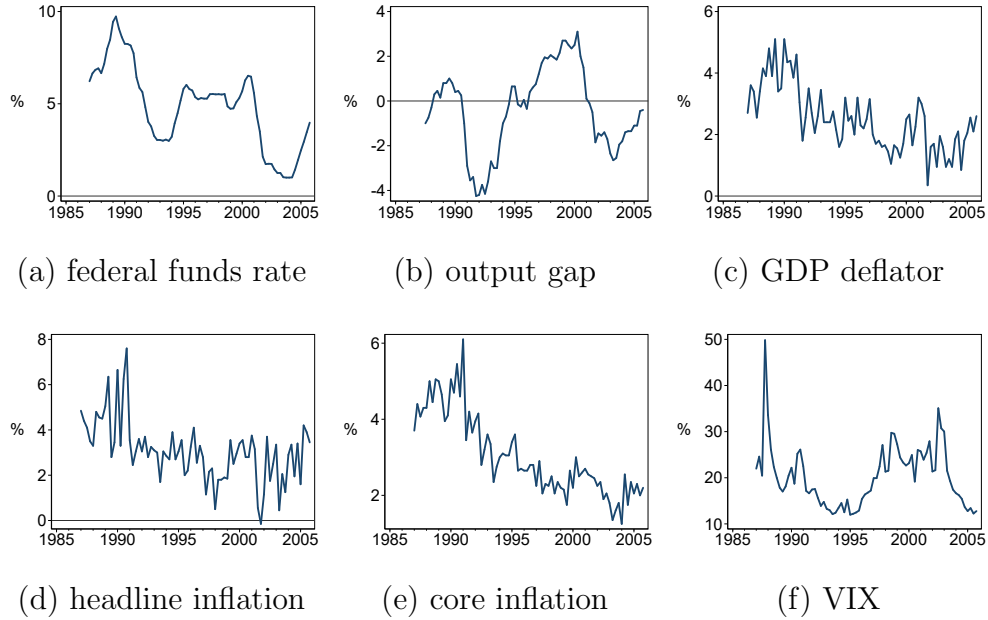 10
%
5
0
1985 1990 1995 2000 2005
(a) federal funds rate
4
2
%
0
-2
-4
1985 1990 1995 2000 2005
(b) output gap
6
4
%
2
0
1985 1990 1995 2000 2005
(c) GDP deflator
8
6
%
4
2
0
1985 1990 1995 2000 2005
(d) headline inflation
6
%
4
2
1985 1990 1995 2000 2005
(e) core inflation
50
40
%
30
20
10
1985 1990 1995 2000 2005
(f) VIX